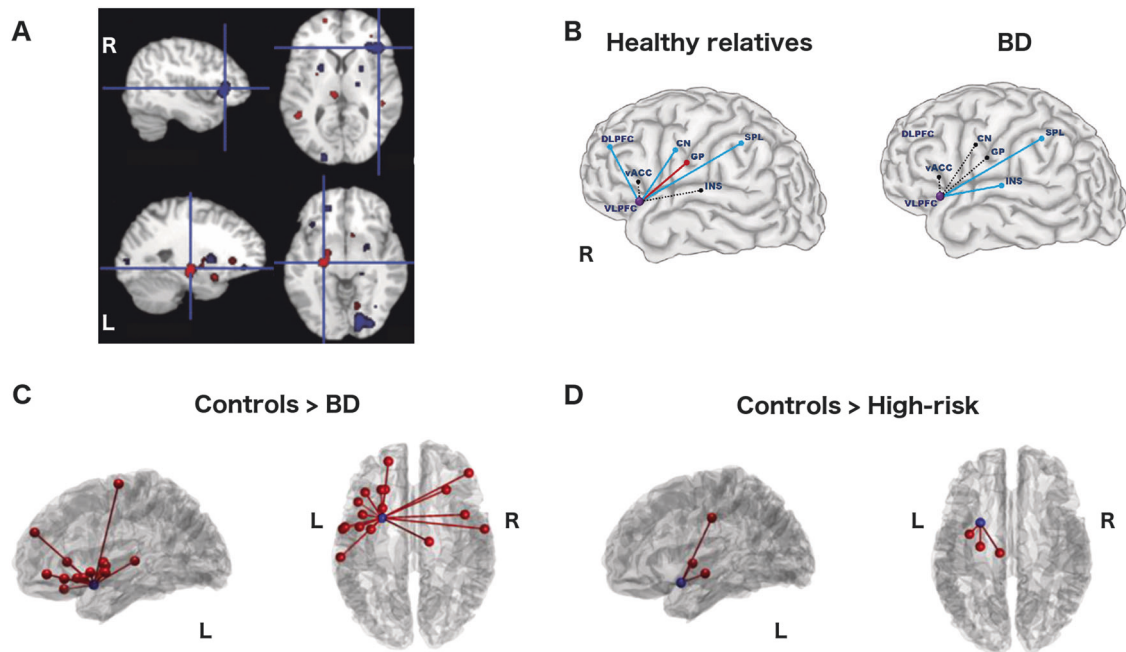 A
R
L
B
Healthy relatives
BD
DLPFC
CN
SPL
GP
vACC
INS
VLPFC
DLPFC
CN
SPL
GP
vACC
INS
VLPFC
R
C
Controls > BD
L
R
L
D
Controls > High-risk
L
R
L